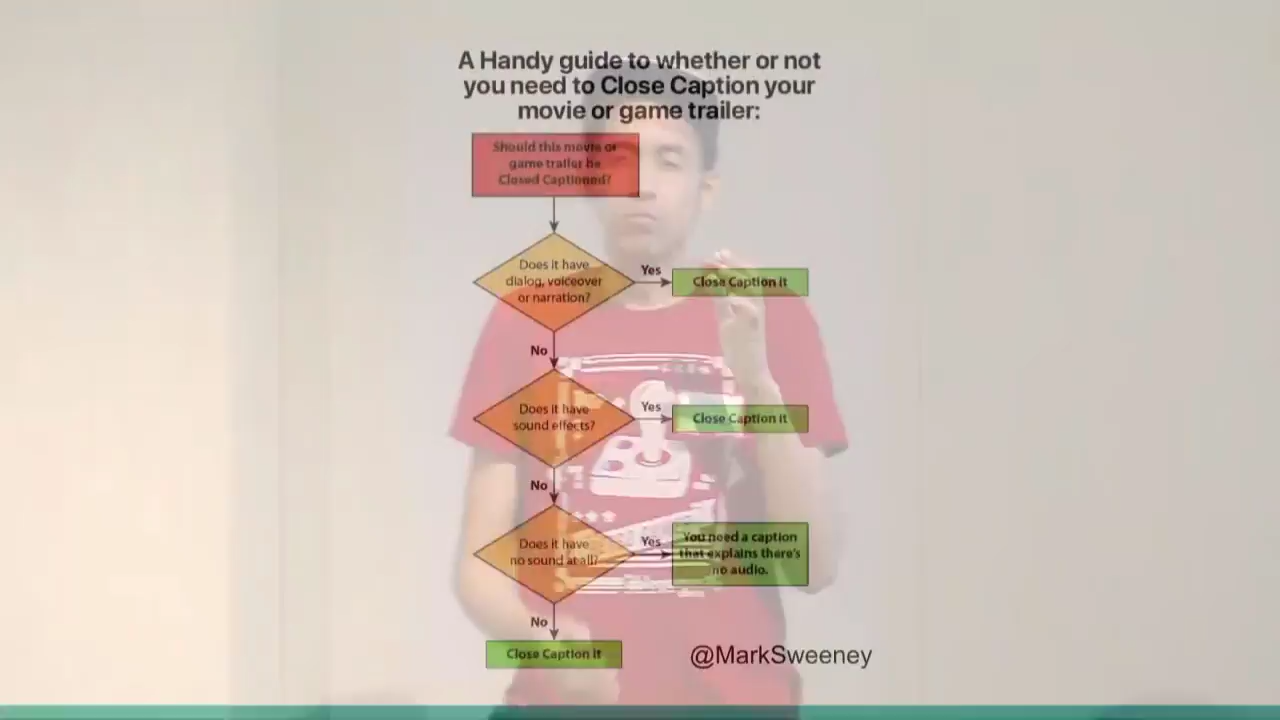 A Handy guide to whether or not
you need to Close Caption your
movie or game trailer:
Should this movie or
game trailer be
Closed Captioned?
Does it have
dialog, voiceover
or narration?
Yes
Close Caption it
No
Does it have
sound effects?
Yes
Close Caption it
No
Does it have
no sound at all?
Yes
You need a caption
that explains there's
no audio.
No
Close Caption it
@MarkSweeney